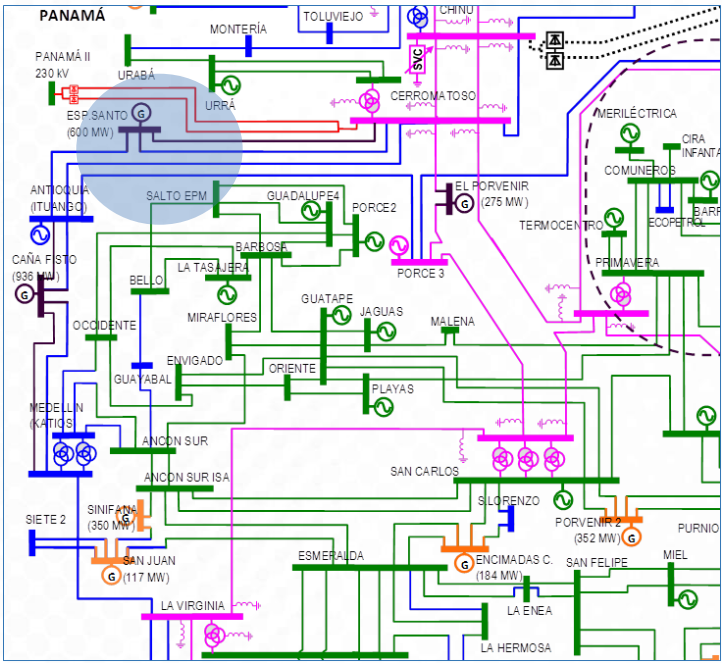 PANAMÁ
MONTERÍA
TOLUVIEJO
CHINÚ
PANAMÁ II
230 kV
URABÁ
URRÁ
SVC
CERROMATOSO
ESP.SANTO
(600 MW)
G
MERILÉCTRICA
CIRA
INFANTA
COMUNEROS
BARR
ECOPETROL
ANTIOQUIA
(ITUANGO)
SALTO EPM
GUADALUPE4
PORCE2
EL PORVENIR
(275 MW)
G
TERMOCENTRO
PRIMAVERA
CAÑA FISTO
(936 MW)
G
BARBOSA
LA TASAJERA
BELLO
PORCE 3
MIRAFLORES
GUATAPE
JAGUAS
MALENA
OCCIDENTE
ENVIGADO
GUAYABAL
ORIENTE
PLAYAS
MEDELLIN
(KATIOS)
ANCON SUR
ANCON SUR ISA
SAN CARLOS
SIETE 2
SINIFANA
(350 MW)
G
S.LORENZO
PORVENIR 2
(352 MW)
G
PURNIO
SAN JUAN
(117 MW)
G
ESMERALDA
ENCIMADAS C.
(184 MW)
G
SAN FELIPE
MIEL
LA VIRGINIA
LA ENEA
LA HERMOSA